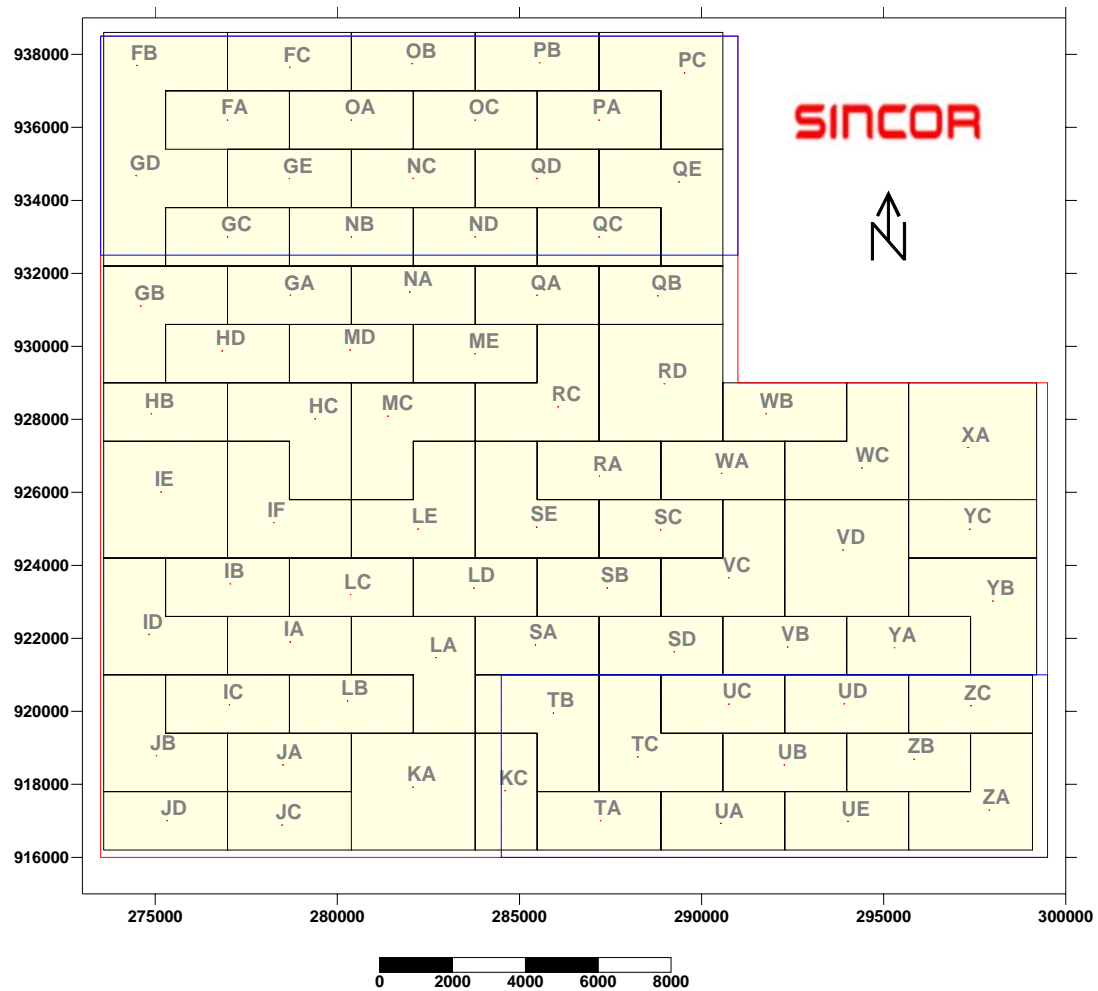 938000
FB FC OB PB PC
FA OA OC PA
936000
SINCOR
GD GE NC QD QE
934000
N
GC NB ND QC
932000
GB GA NA QA QB
HD MD ME
930000
RC RD
HB HC MC WB
928000
XA
RA WA WC
IE
926000
IF LE SE SC YC
VD
924000
IB LC LD SB VC YB
ID IA LA SA SD VB YA
922000
IC LB TB UC UD ZC
920000
JB JA KA KC TC UB ZB
918000
JD JC TA UA UE ZA
916000
275000 280000 285000 290000 295000 300000
0 2000 4000 6000 8000